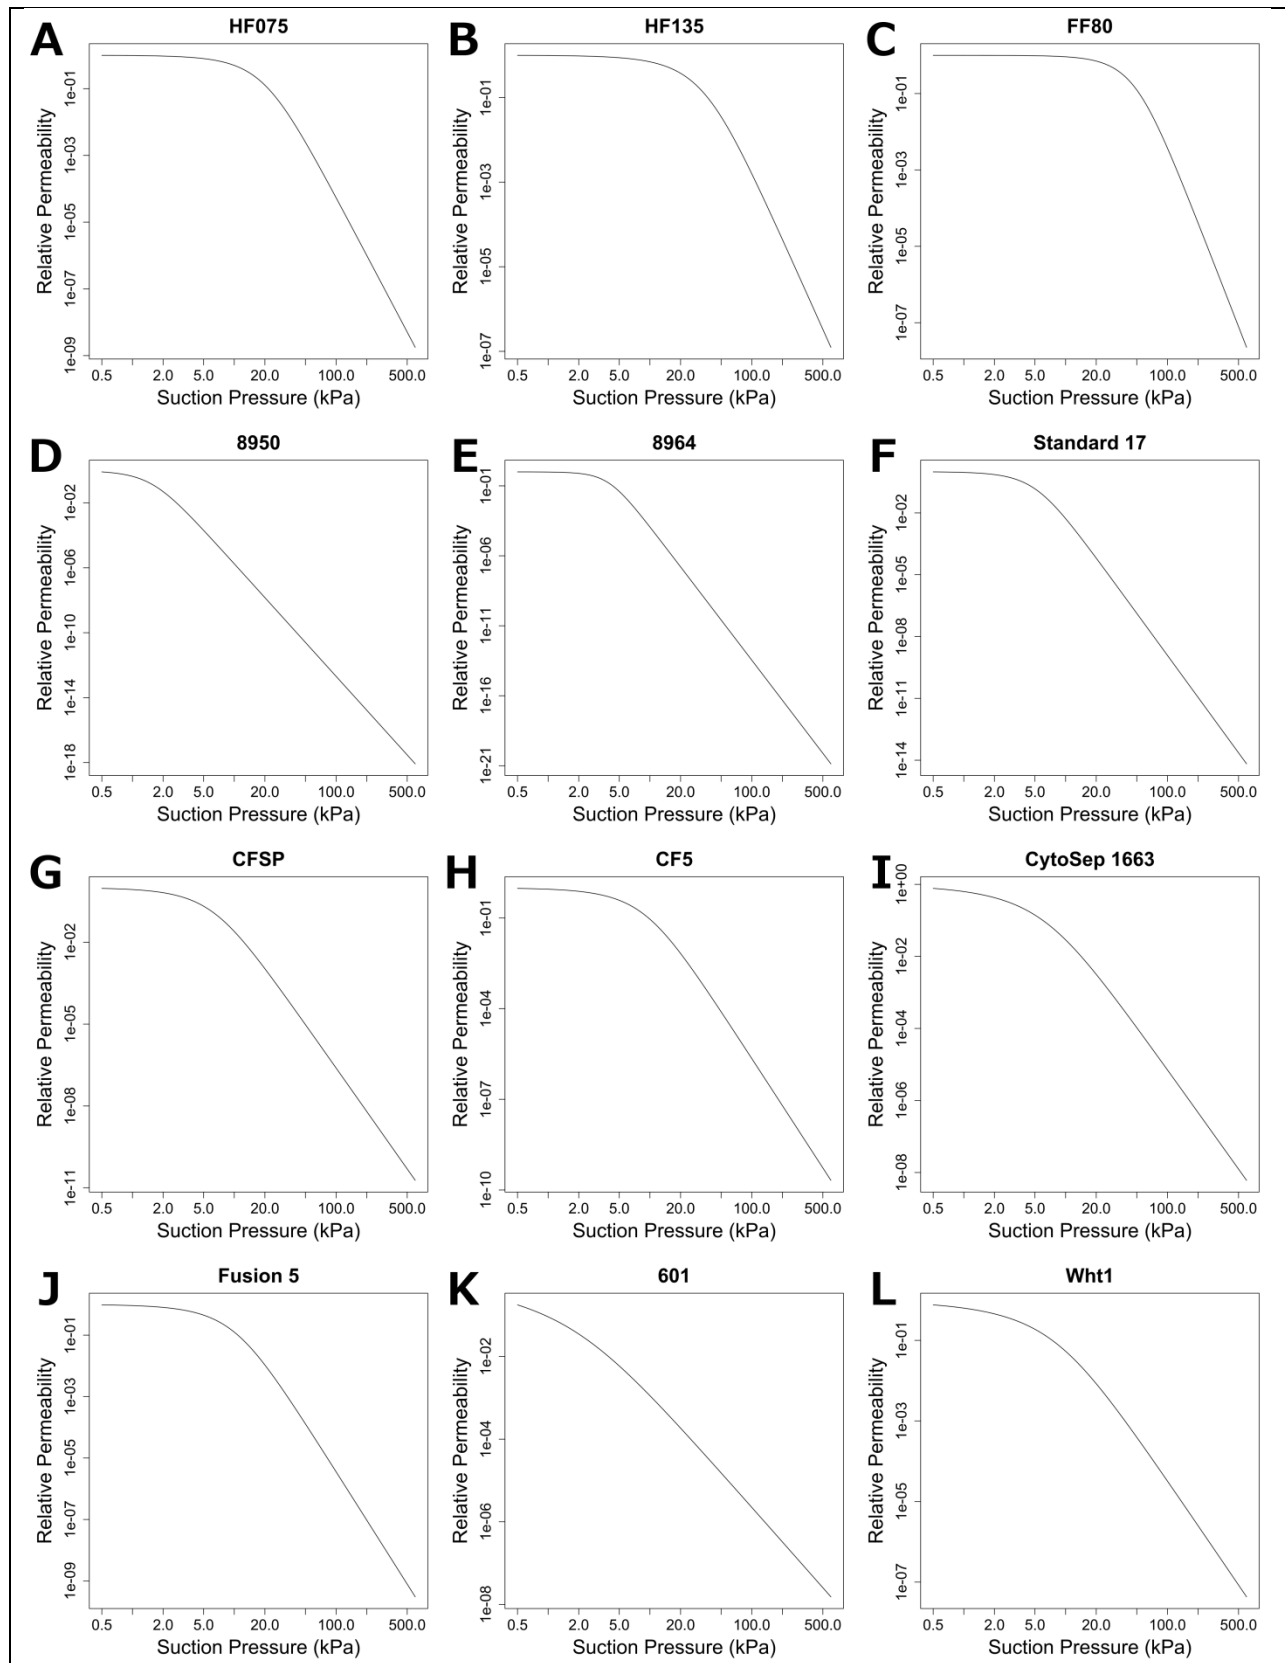 A
HF075
Relative Permeability
1e-01
1e-03
1e-05
1e-07
1e-09
0.5 2.0 5.0 20.0 100.0 500.0
Suction Pressure (kPa)
B
HF135
Relative Permeability
1e-01
1e-03
1e-05
1e-07
0.5 2.0 5.0 20.0 100.0 500.0
Suction Pressure (kPa)
C
FF80
Relative Permeability
1e-01
1e-03
1e-05
1e-07
0.5 2.0 5.0 20.0 100.0 500.0
Suction Pressure (kPa)
D
8950
Relative Permeability
1e-02
1e-06
1e-10
1e-14
1e-18
0.5 2.0 5.0 20.0 100.0 500.0
Suction Pressure (kPa)
E
8964
Relative Permeability
1e-01
1e-06
1e-11
1e-16
1e-21
0.5 2.0 5.0 20.0 100.0 500.0
Suction Pressure (kPa)
F
Standard 17
Relative Permeability
1e-02
1e-05
1e-08
1e-11
1e-14
0.5 2.0 5.0 20.0 100.0 500.0
Suction Pressure (kPa)
G
CFSP
Relative Permeability
1e-02
1e-05
1e-08
1e-11
0.5 2.0 5.0 20.0 100.0 500.0
Suction Pressure (kPa)
H
CF5
Relative Permeability
1e-01
1e-04
1e-07
1e-10
0.5 2.0 5.0 20.0 100.0 500.0
Suction Pressure (kPa)
I
CytoSep 1663
Relative Permeability
1e+00
1e-02
1e-04
1e-06
1e-08
0.5 2.0 5.0 20.0 100.0 500.0
Suction Pressure (kPa)
J
Fusion 5
Relative Permeability
1e-01
1e-03
1e-05
1e-07
1e-09
0.5 2.0 5.0 20.0 100.0 500.0
Suction Pressure (kPa)
K
601
Relative Permeability
1e-02
1e-04
1e-06
1e-08
0.5 2.0 5.0 20.0 100.0 500.0
Suction Pressure (kPa)
L
Wht1
Relative Permeability
1e-01
1e-03
1e-05
1e-07
0.5 2.0 5.0 20.0 100.0 500.0
Suction Pressure (kPa)